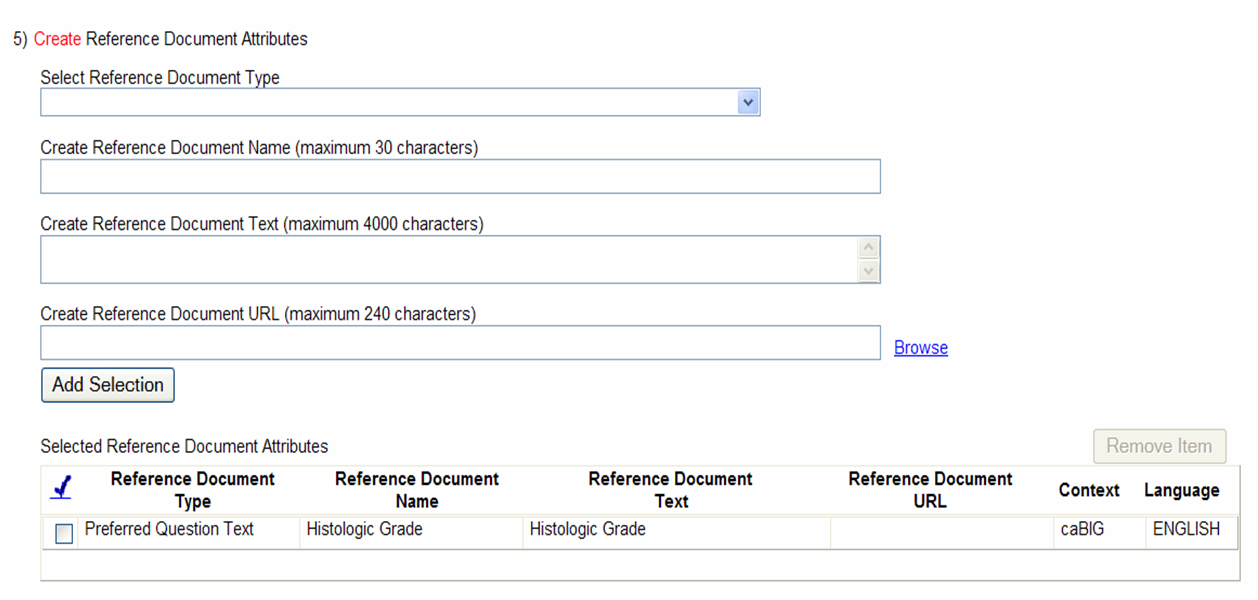 5) Create Reference Document Attributes
Select Reference Document Type
Create Reference Document Name (maximum 30 characters)
Create Reference Document Text (maximum 4000 characters)
Create Reference Document URL (maximum 240 characters)
Browse
Add Selection
Selected Reference Document Attributes
Remove Item
Reference Document Type
Reference Document Name
Reference Document Text
Reference Document URL
Context
Language
Preferred Question Text
Histologic Grade
Histologic Grade
caBIG
ENGLISH